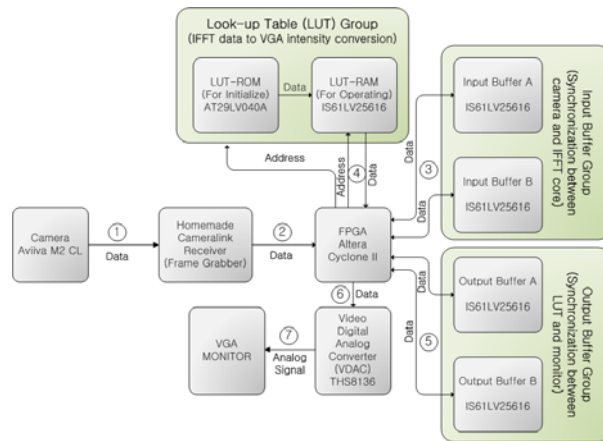 Look-up Table (LUT) Group
(IFFT data to VGA intensity conversion)
LUT-ROM
(For Initialize)
AT29LV040A
Data
LUT-RAM
(For Operating)
IS61LV25616
Address
Address
4
Data
Input Buffer A
IS61LV25616
Input Buffer B
IS61LV25616
Input Buffer Group
(Synchronization between
camera and IFFT core)
Data
3
Data
Camera
Aviiva M2 CL
1
Data
Homemade
Cameralink
Receiver
(Frame Grabber)
2
Data
FPGA
Altera
Cyclone II
Data
Data
5
Output Buffer A
IS61LV25616
Output Buffer B
IS61LV25616
Output Buffer Group
(Synchronization between
LUT and monitor)
6
Data
Video
Digital
Analog
Converter
(VDAC)
THS8136
7
Analog
Signal
VGA
MONITOR